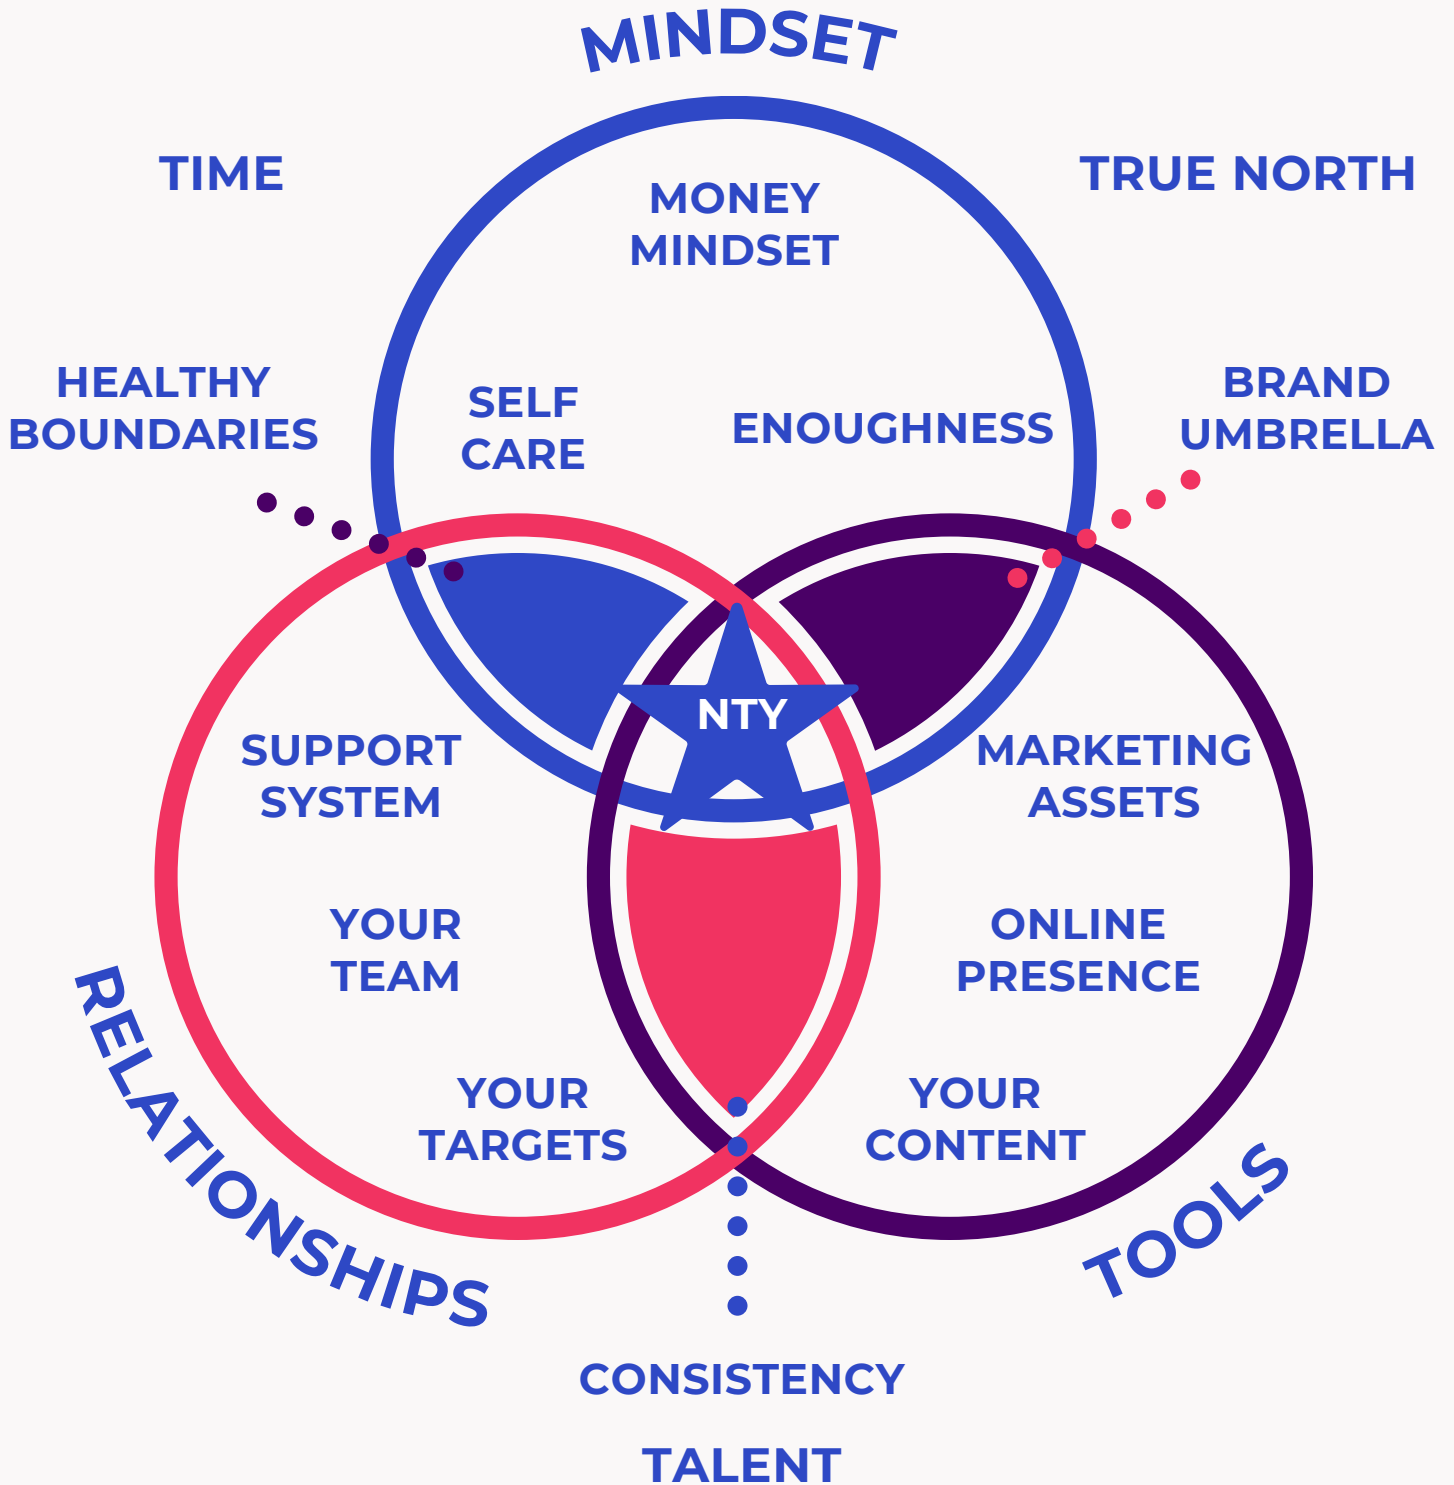 MINDSET
TIME
TRUE NORTH
MONEY
MINDSET
HEALTHY
BOUNDARIES
SELF
CARE
ENOUGHNESS
BRAND
UMBRELLA
NTY
SUPPORT
SYSTEM
MARKETING
ASSETS
YOUR
TEAM
ONLINE
PRESENCE
YOUR
TARGETS
YOUR
CONTENT
RELATIONSHIPS
TOOLS
CONSISTENCY
TALENT